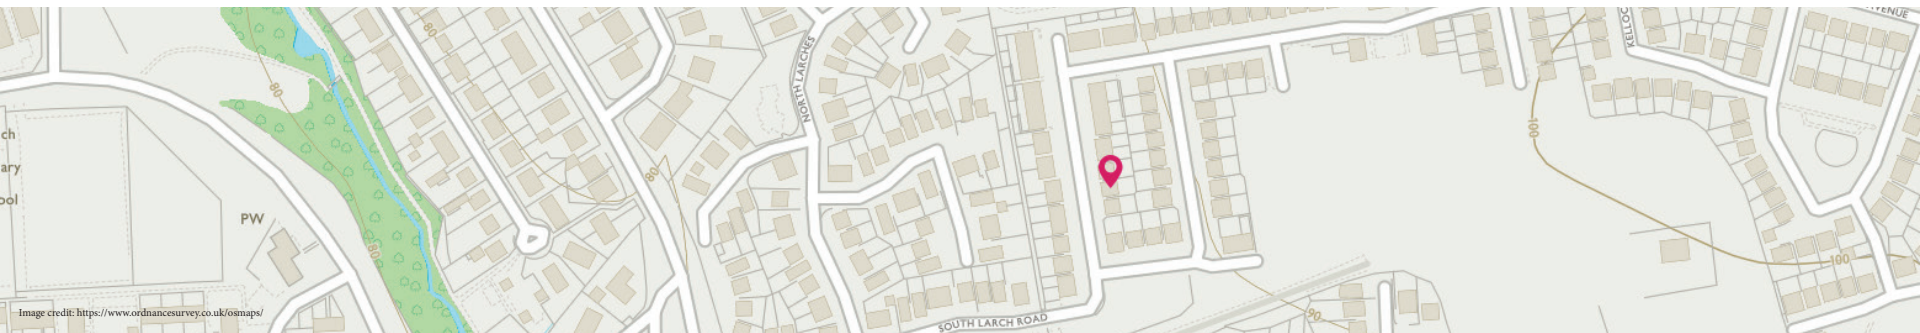 80
80
KELLOC
VENUE
NORTH LARCHES
ch
ary
ool
100
80
PW
80
100
90
SOUTH LARCH ROAD
Image credit: https://www.ordnancesurvey.co.uk/osmaps/